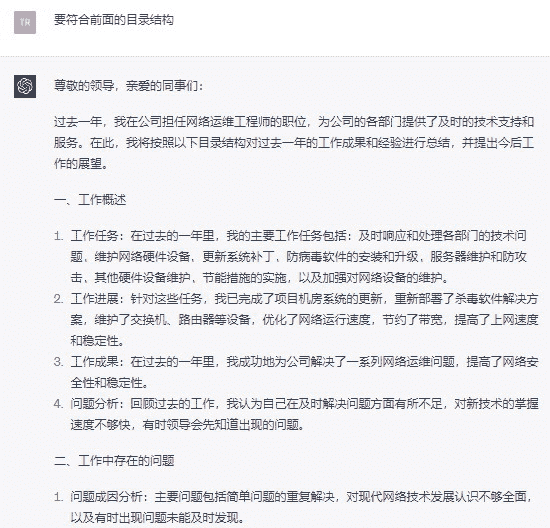 TR
要符合前面的目录结构
尊敬的领导，亲爱的同事们：
过去一年，我在公司担任网络运维工程师的职位，为公司的各部门提供了及时的技术支持和
服务。在此，我将按照以下目录结构对过去一年的工作成果和经验进行总结，并提出今后工
作的展望。
一、工作概述
1. 工作任务：在过去的一年里，我的主要工作任务包括：及时响应和处理各部门的技术问
题，维护网络硬件设备，更新系统补丁，防病毒软件的安装和升级，服务器维护和防攻
击、其他硬件设备维护、节能措施的实施，以及加强对网络设备的维护。
2. 工作进展：针对这些任务，我已完成了项目机房系统的更新，重新部署了杀毒软件解决方
案，维护了交换机、路由器等设备，优化了网络运行速度，节约了带宽，提高了上网速度
和稳定性。
3. 工作成果：在过去的一年里，我成功地为公司解决了一系列网络运维问题，提高了网络安
全性和稳定性。
4. 问题分析：回顾过去的工作，我认为自己在及时解决问题方面有所不足，对新技术的掌握
速度不够快，有时领导会先知道出现的问题。
二、工作中存在的问题
1. 问题成因分析：主要问题包括简单问题的重复解决，对现代网络技术发展认识不够全面，
以及有时出现问题未能及时发现。